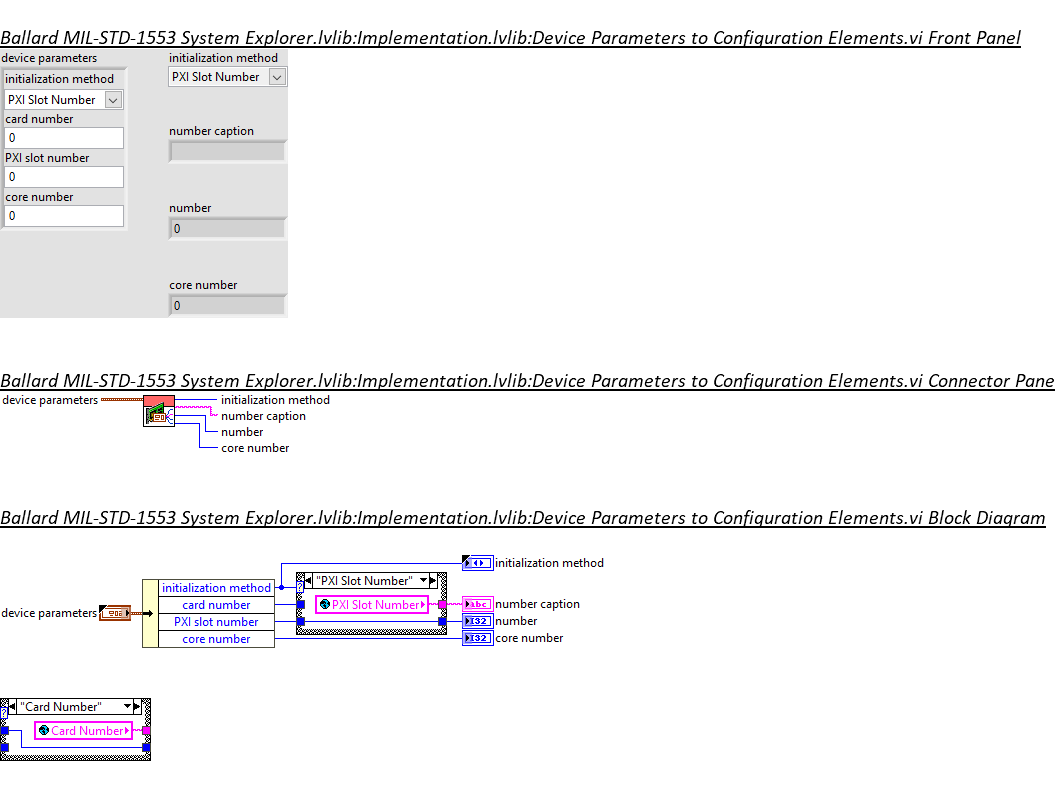 Ballard MIL-STD-1553 System Explorer.lvlib:Implementation.lvlib:Device Parameters to Configuration Elements.vi Front Panel
device parameters
initialization method
PXI Slot Number
card number
0
PXI slot number
0
core number
0
initialization method
PXI Slot Number
number caption
number
0
core number
0
Ballard MIL-STD-1553 System Explorer.lvlib:Implementation.lvlib:Device Parameters to Configuration Elements.vi Connector Pane
device parameters
initialization method
number caption
number
core number
Ballard MIL-STD-1553 System Explorer.lvlib:Implementation.lvlib:Device Parameters to Configuration Elements.vi Block Diagram
device parameters
initialization method
card number
PXI slot number
core number
"PXI Slot Number"
?
PXI Slot Number
initialization method
abc number caption
I32 number
I32 core number
"Card Number"
?
Card Number